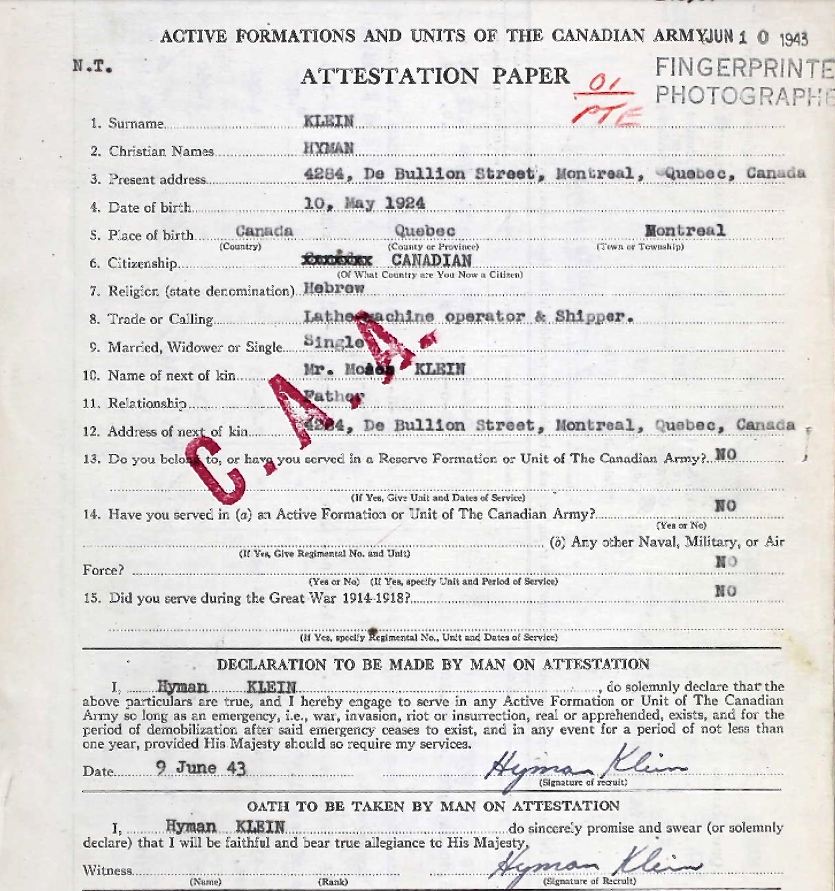 ACTIVE FORMATIONS AND UNITS OF THE CANADIAN ARMY JUN 10 1943
N.T.
ATTESTATION PAPER
01
PTE
FINGERPRINTE
PHOTOGRAPHE
1. Surname KLEIN
2. Christian Names HYMAN
3. Present address 4284, De Bullion Street, Montreal, Quebec, Canada
4. Date of birth 10, May 1924
5. Place of birth Canada Quebec Montreal
(Country) (County or Province) (Town or Township)
6. Citizenship CANADIAN
(Of What Country are You Now a Citizen)
7. Religion (state denomination) Hebrew
8. Trade or Calling Lathe machine operator & Shipper.
9. Married, Widower or Single Single
10. Name of next of kin Mr. Moses KLEIN
11. Relationship Father
12. Address of next of kin 4284, De Bullion Street, Montreal, Quebec, Canada
C.A.A.
13. Do you belong to, or have you served in a Reserve Formation or Unit of The Canadian Army? NO
(If Yes, Give Unit and Dates of Service)
14. Have you served in (a) an Active Formation or Unit of The Canadian Army? NO
(Yes or No)
(b) Any other Naval, Military, or Air
(If Yes, Give Regimental No. and Unit)
Force? NO
(Yes or No) (If Yes, specify Unit and Period of Service)
15. Did you serve during the Great War 1914-1918? NO
(If Yes, specify Regimental No., Unit and Dates of Service)
DECLARATION TO BE MADE BY MAN ON ATTESTATION
I, Hyman KLEIN, do solemnly declare that the
above particulars are true, and I hereby engage to serve in any Active Formation or Unit of The Canadian
Army so long as an emergency, i.e., war, invasion, riot or insurrection, real or apprehended, exists, and for the
period of demobilization after said emergency ceases to exist, and in any event for a period of not less than
one year, provided His Majesty should so require my services.
Date 9 June 43 Hyman Klein
(Signature of recruit)
OATH TO BE TAKEN BY MAN ON ATTESTATION
I, Hyman KLEIN do sincerely promise and swear (or solemnly
declare) that I will be faithful and bear true allegiance to His Majesty.
Witness Hyman Klein
(Name) (Rank) (Signature of Recruit)